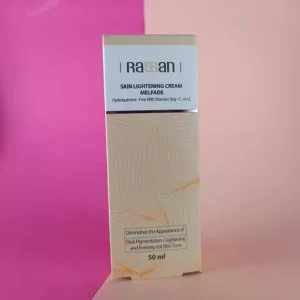 RASSAN
SKIN LIGHTENING CREAM
MELFADE
Hydroquinone - Free With Vitamins
Diminishes the Appearance of
Dark Pigmentation / Lightening
and Evening out Skin Tone
50 ml